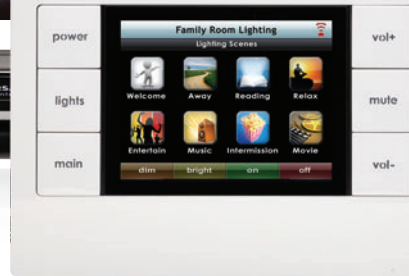 power
lights
main
Family Room Lighting
Lighting Scenes
Welcome Away Reading Relax
Entertain Music Intermission Movie
dim bright on off
vol+
mute
vol-